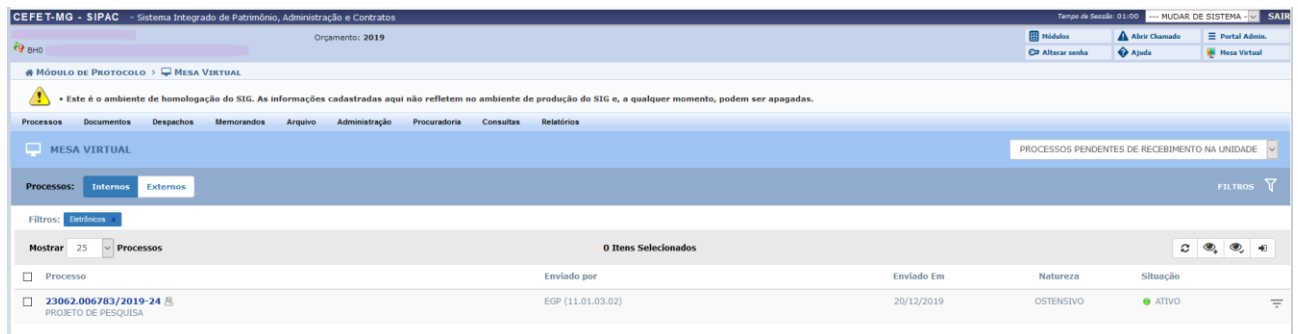 CEFET-MG - SIPAC - Sistema Integrado de Patrimônio, Administração e Contratos Tempo de Sessão: 01:00 --- MUDAR DE SISTEMA - SAIR
Orçamento: 2019 Módulos Abrir Chamado Portal Admin.
BH0 Alterar senha Ajuda Mesa Virtual
MÓDULO DE PROTOCOLO > MESA VIRTUAL
• Este é o ambiente de homologação do SIG. As informações cadastradas aqui não refletem no ambiente de produção do SIG e, a qualquer momento, podem ser apagadas.
Processos Documentos Despachos Memorandos Arquivo Administração Procuradoria Consultas Relatórios
MESA VIRTUAL PROCESSOS PENDENTES DE RECEBIMENTO NA UNIDADE
Processos: Internos Externos FILTROS
Filtros: Eletrônicos x
Mostrar 25 Processos 0 Itens Selecionados
Processo Enviado por Enviado Em Natureza Situação
23062.006783/2019-24 EGP (11.01.03.02) 20/12/2019 OSTENSIVO ATIVO
PROJETO DE PESQUISA